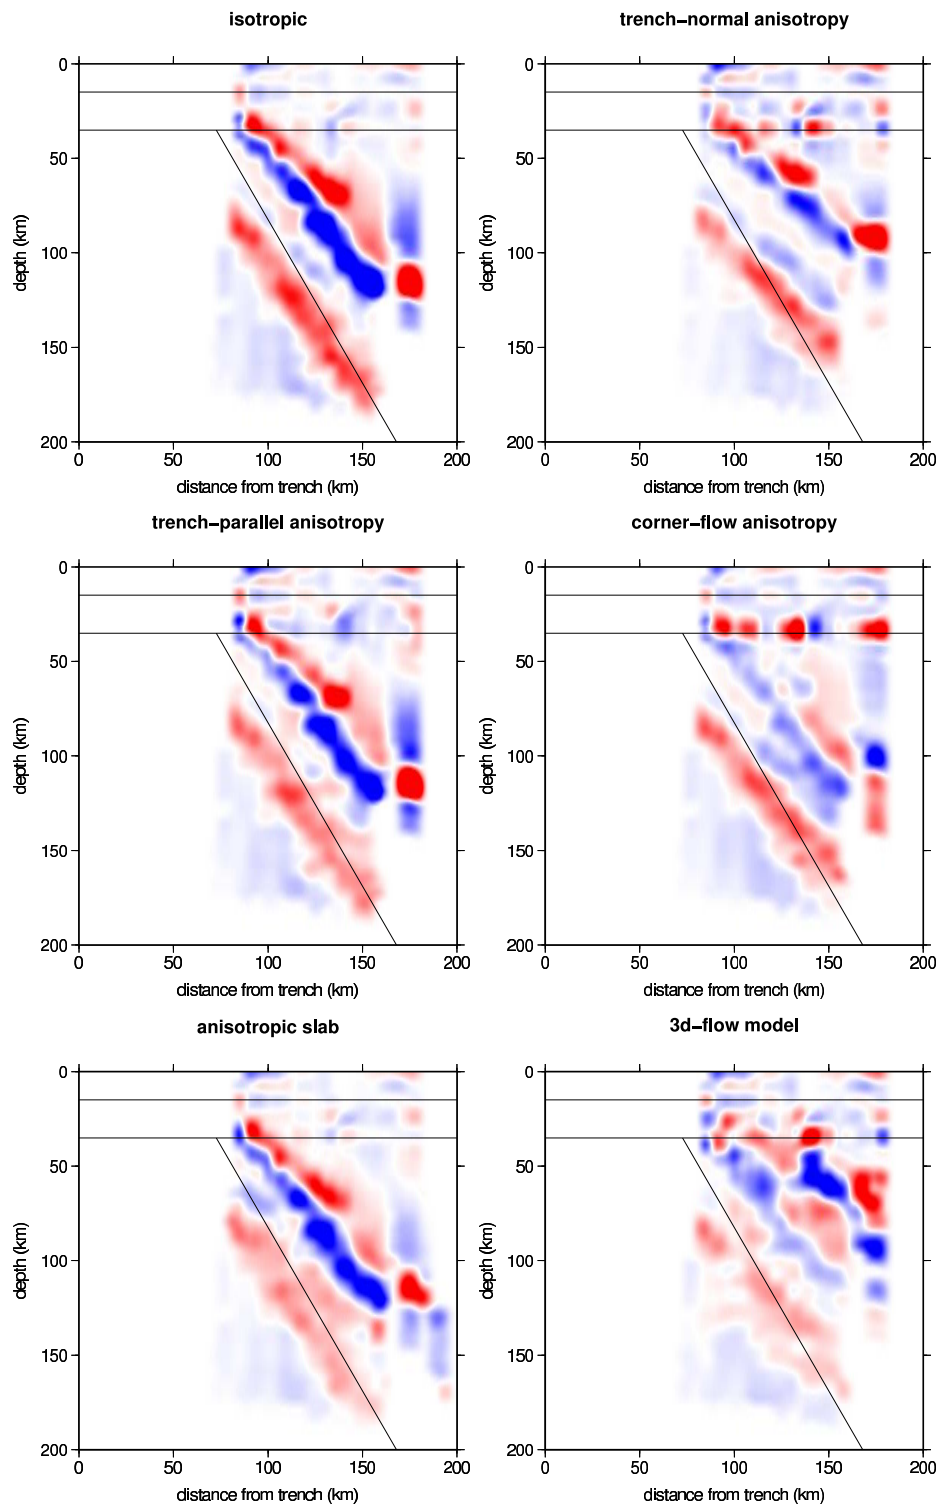 isotropic
trench−normal anisotropy
0
50
100
150
200
depth (km)
0 50 100 150 200
distance from trench (km)
0
50
100
150
200
depth (km)
0 50 100 150 200
distance from trench (km)
trench−parallel anisotropy
corner−flow anisotropy
0
50
100
150
200
depth (km)
0 50 100 150 200
distance from trench (km)
0
50
100
150
200
depth (km)
0 50 100 150 200
distance from trench (km)
anisotropic slab
3d−flow model
0
50
100
150
200
depth (km)
0 50 100 150 200
distance from trench (km)
0
50
100
150
200
depth (km)
0 50 100 150 200
distance from trench (km)